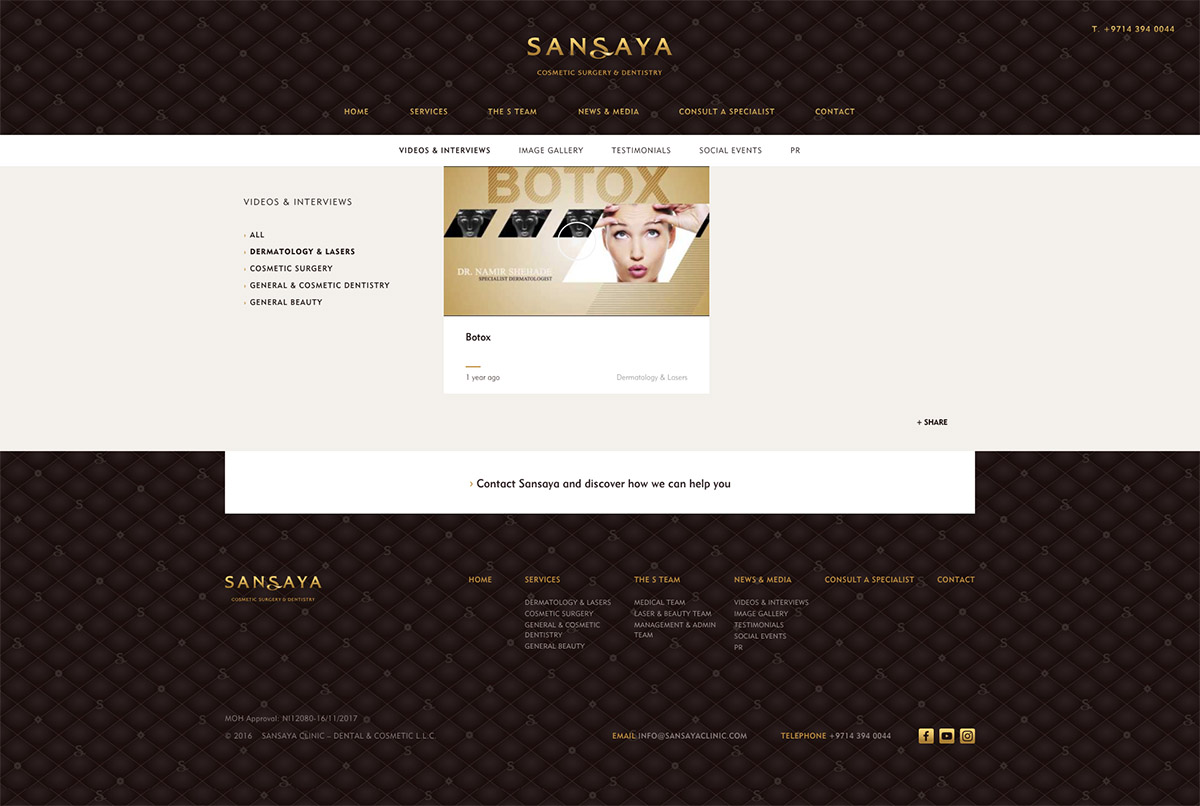 T. +9714 394 0044
SANSAYA
COSMETIC SURGERY & DENTISTRY
HOME SERVICES THE S TEAM NEWS & MEDIA CONSULT A SPECIALIST CONTACT
VIDEOS & INTERVIEWS IMAGE GALLERY TESTIMONIALS SOCIAL EVENTS PR
VIDEOS & INTERVIEWS
› ALL
› DERMATOLOGY & LASERS
› COSMETIC SURGERY
› GENERAL & COSMETIC DENTISTRY
› GENERAL BEAUTY
BOTOX
DR. NAMIR SHEHADE
SPECIALIST DERMATOLOGIST
Botox
1 year ago Dermatology & Lasers
+ SHARE
› Contact Sansaya and discover how we can help you
SANSAYA
COSMETIC SURGERY & DENTISTRY
HOME
SERVICES
DERMATOLOGY & LASERS
COSMETIC SURGERY
GENERAL & COSMETIC
DENTISTRY
GENERAL BEAUTY
THE S TEAM
MEDICAL TEAM
LASER & BEAUTY TEAM
MANAGEMENT & ADMIN
TEAM
NEWS & MEDIA
VIDEOS & INTERVIEWS
IMAGE GALLERY
TESTIMONIALS
SOCIAL EVENTS
PR
CONSULT A SPECIALIST
CONTACT
MOH Approval: NI12080-16/11/2017
© 2016 SANSAYA CLINIC – DENTAL & COSMETIC L.L.C
EMAIL:INFO@SANSAYACLINIC.COM TELEPHONE +9714 394 0044